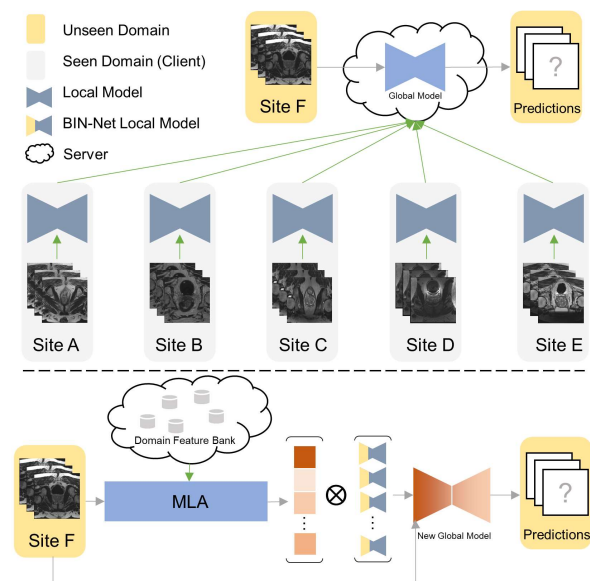 Unseen Domain
Seen Domain (Client)
Local Model
BIN-Net Local Model
Server
Site F
Global Model
?
Predictions
Site A
Site B
Site C
Site D
Site E
Domain Feature Bank
Site F
MLA
New Global Model
?
Predictions